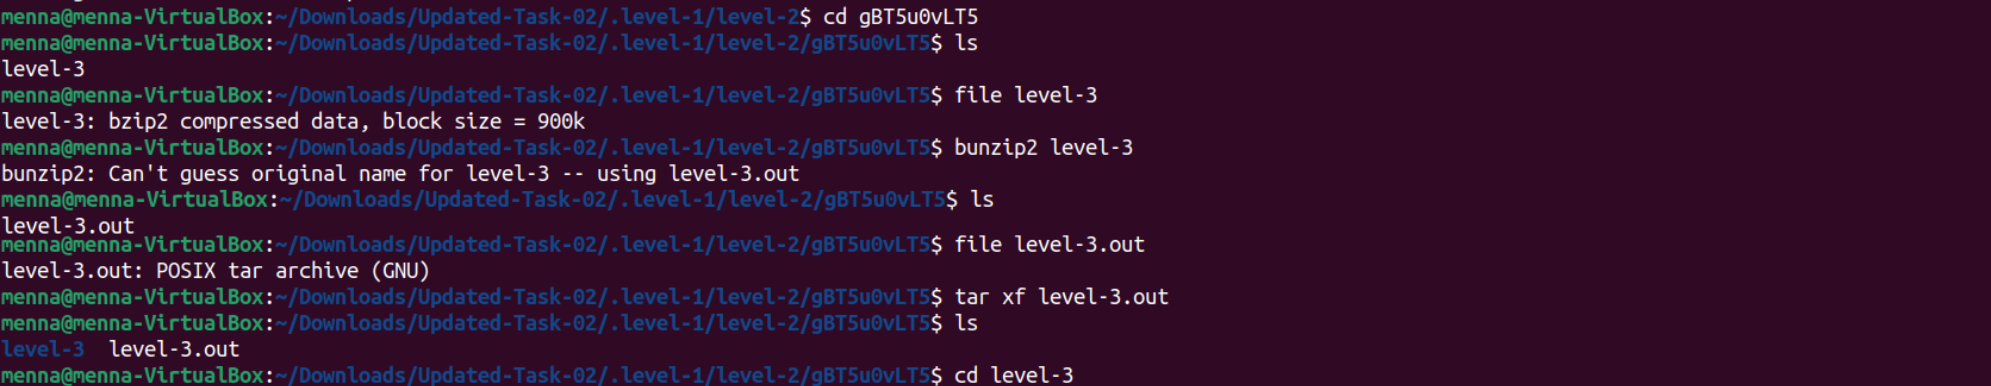 menna@menna-VirtualBox:~/Downloads/Updated-Task-02/.level-1/level-2$ cd gBT5u0vLT5
menna@menna-VirtualBox:~/Downloads/Updated-Task-02/.level-1/level-2/gBT5u0vLT5$ ls
level-3
menna@menna-VirtualBox:~/Downloads/Updated-Task-02/.level-1/level-2/gBT5u0vLT5$ file level-3
level-3: bzip2 compressed data, block size = 900k
menna@menna-VirtualBox:~/Downloads/Updated-Task-02/.level-1/level-2/gBT5u0vLT5$ bunzip2 level-3
bunzip2: Can't guess original name for level-3 -- using level-3.out
menna@menna-VirtualBox:~/Downloads/Updated-Task-02/.level-1/level-2/gBT5u0vLT5$ ls
level-3.out
menna@menna-VirtualBox:~/Downloads/Updated-Task-02/.level-1/level-2/gBT5u0vLT5$ file level-3.out
level-3.out: POSIX tar archive (GNU)
menna@menna-VirtualBox:~/Downloads/Updated-Task-02/.level-1/level-2/gBT5u0vLT5$ tar xf level-3.out
menna@menna-VirtualBox:~/Downloads/Updated-Task-02/.level-1/level-2/gBT5u0vLT5$ ls
level-3  level-3.out
menna@menna-VirtualBox:~/Downloads/Updated-Task-02/.level-1/level-2/gBT5u0vLT5$ cd level-3